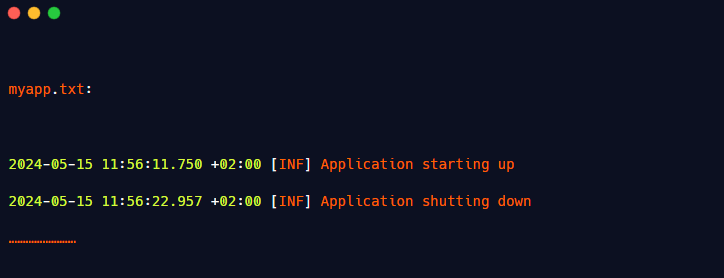 myapp.txt:
2024-05-15 11:56:11.750 +02:00 [INF] Application starting up
2024-05-15 11:56:22.957 +02:00 [INF] Application shutting down
……………………